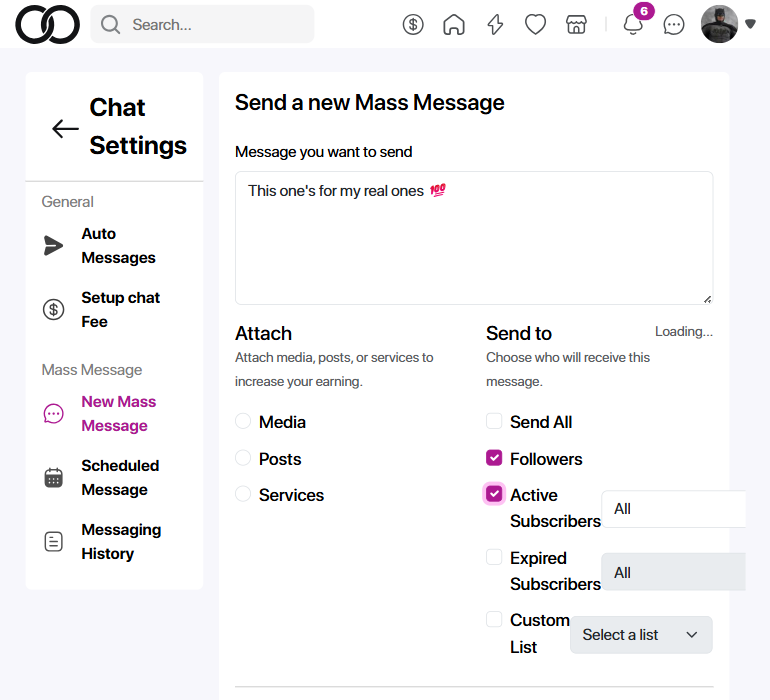 Search...
6
Chat
Settings
General
Auto
Messages
Setup chat
Fee
Mass Message
New Mass
Message
Scheduled
Message
Messaging
History
Send a new Mass Message
Message you want to send
This one's for my real ones 💯
Attach
Attach media, posts, or services to
increase your earning.
Media
Posts
Services
Send to
Loading...
Choose who will receive this
message.
Send All
Followers
Active
Subscribers
All
Expired
Subscribers
All
Custom
List
Select a list